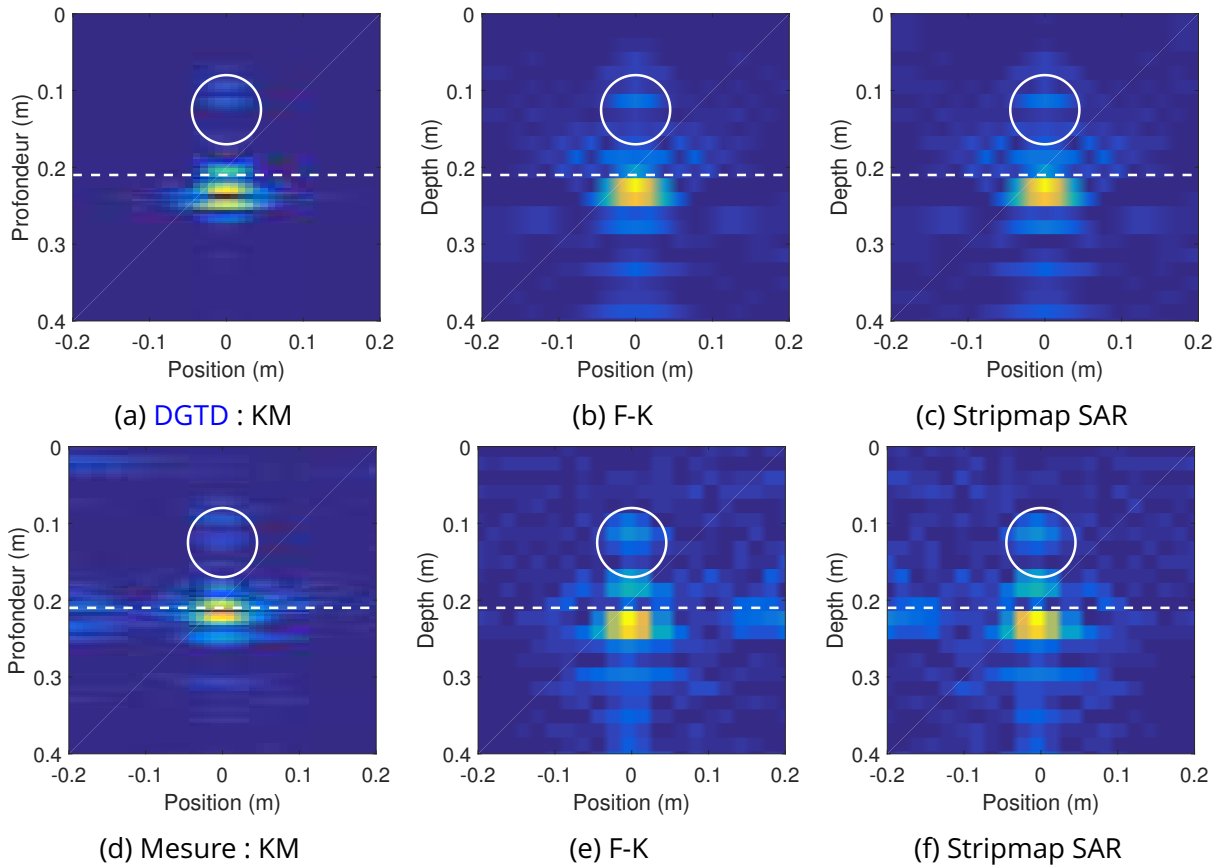 0
0.1
0.2
0.3
0.4
Profondeur (m)
-0.2 -0.1 0 0.1 0.2
Position (m)
(a) DGTD : KM
0
0.1
0.2
0.3
0.4
Depth (m)
-0.2 -0.1 0 0.1 0.2
Position (m)
(b) F-K
0
0.1
0.2
0.3
0.4
Depth (m)
-0.2 -0.1 0 0.1 0.2
Position (m)
(c) Stripmap SAR
0
0.1
0.2
0.3
0.4
Profondeur (m)
-0.2 -0.1 0 0.1 0.2
Position (m)
(d) Mesure : KM
0
0.1
0.2
0.3
0.4
Depth (m)
-0.2 -0.1 0 0.1 0.2
Position (m)
(e) F-K
0
0.1
0.2
0.3
0.4
Depth (m)
-0.2 -0.1 0 0.1 0.2
Position (m)
(f) Stripmap SAR